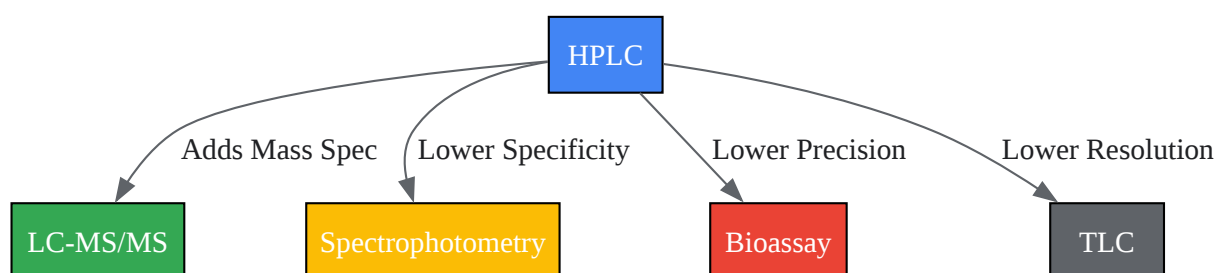 HPLC
Adds Mass Spec
Lower Specificity
Lower Precision
Lower Resolution
LC-MS/MS
Spectrophotometry
Bioassay
TLC